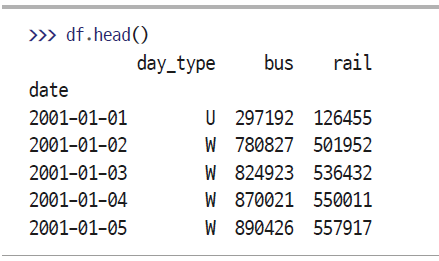 >>> df.head()
day_type bus rail
date
2001-01-01 U 297192 126455
2001-01-02 W 780827 501952
2001-01-03 W 824923 536432
2001-01-04 W 870021 550011
2001-01-05 W 890426 557917